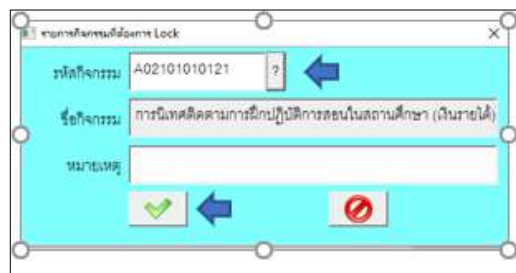 รายการกิจกรรมที่ต้องการ Lock
รหัสกิจกรรม A02101010121 ?
ชื่อกิจกรรม การนิเทศติดตามการฝึกปฏิบัติการสอนในสถานศึกษา (เงินรายได้)
หมายเหตุ